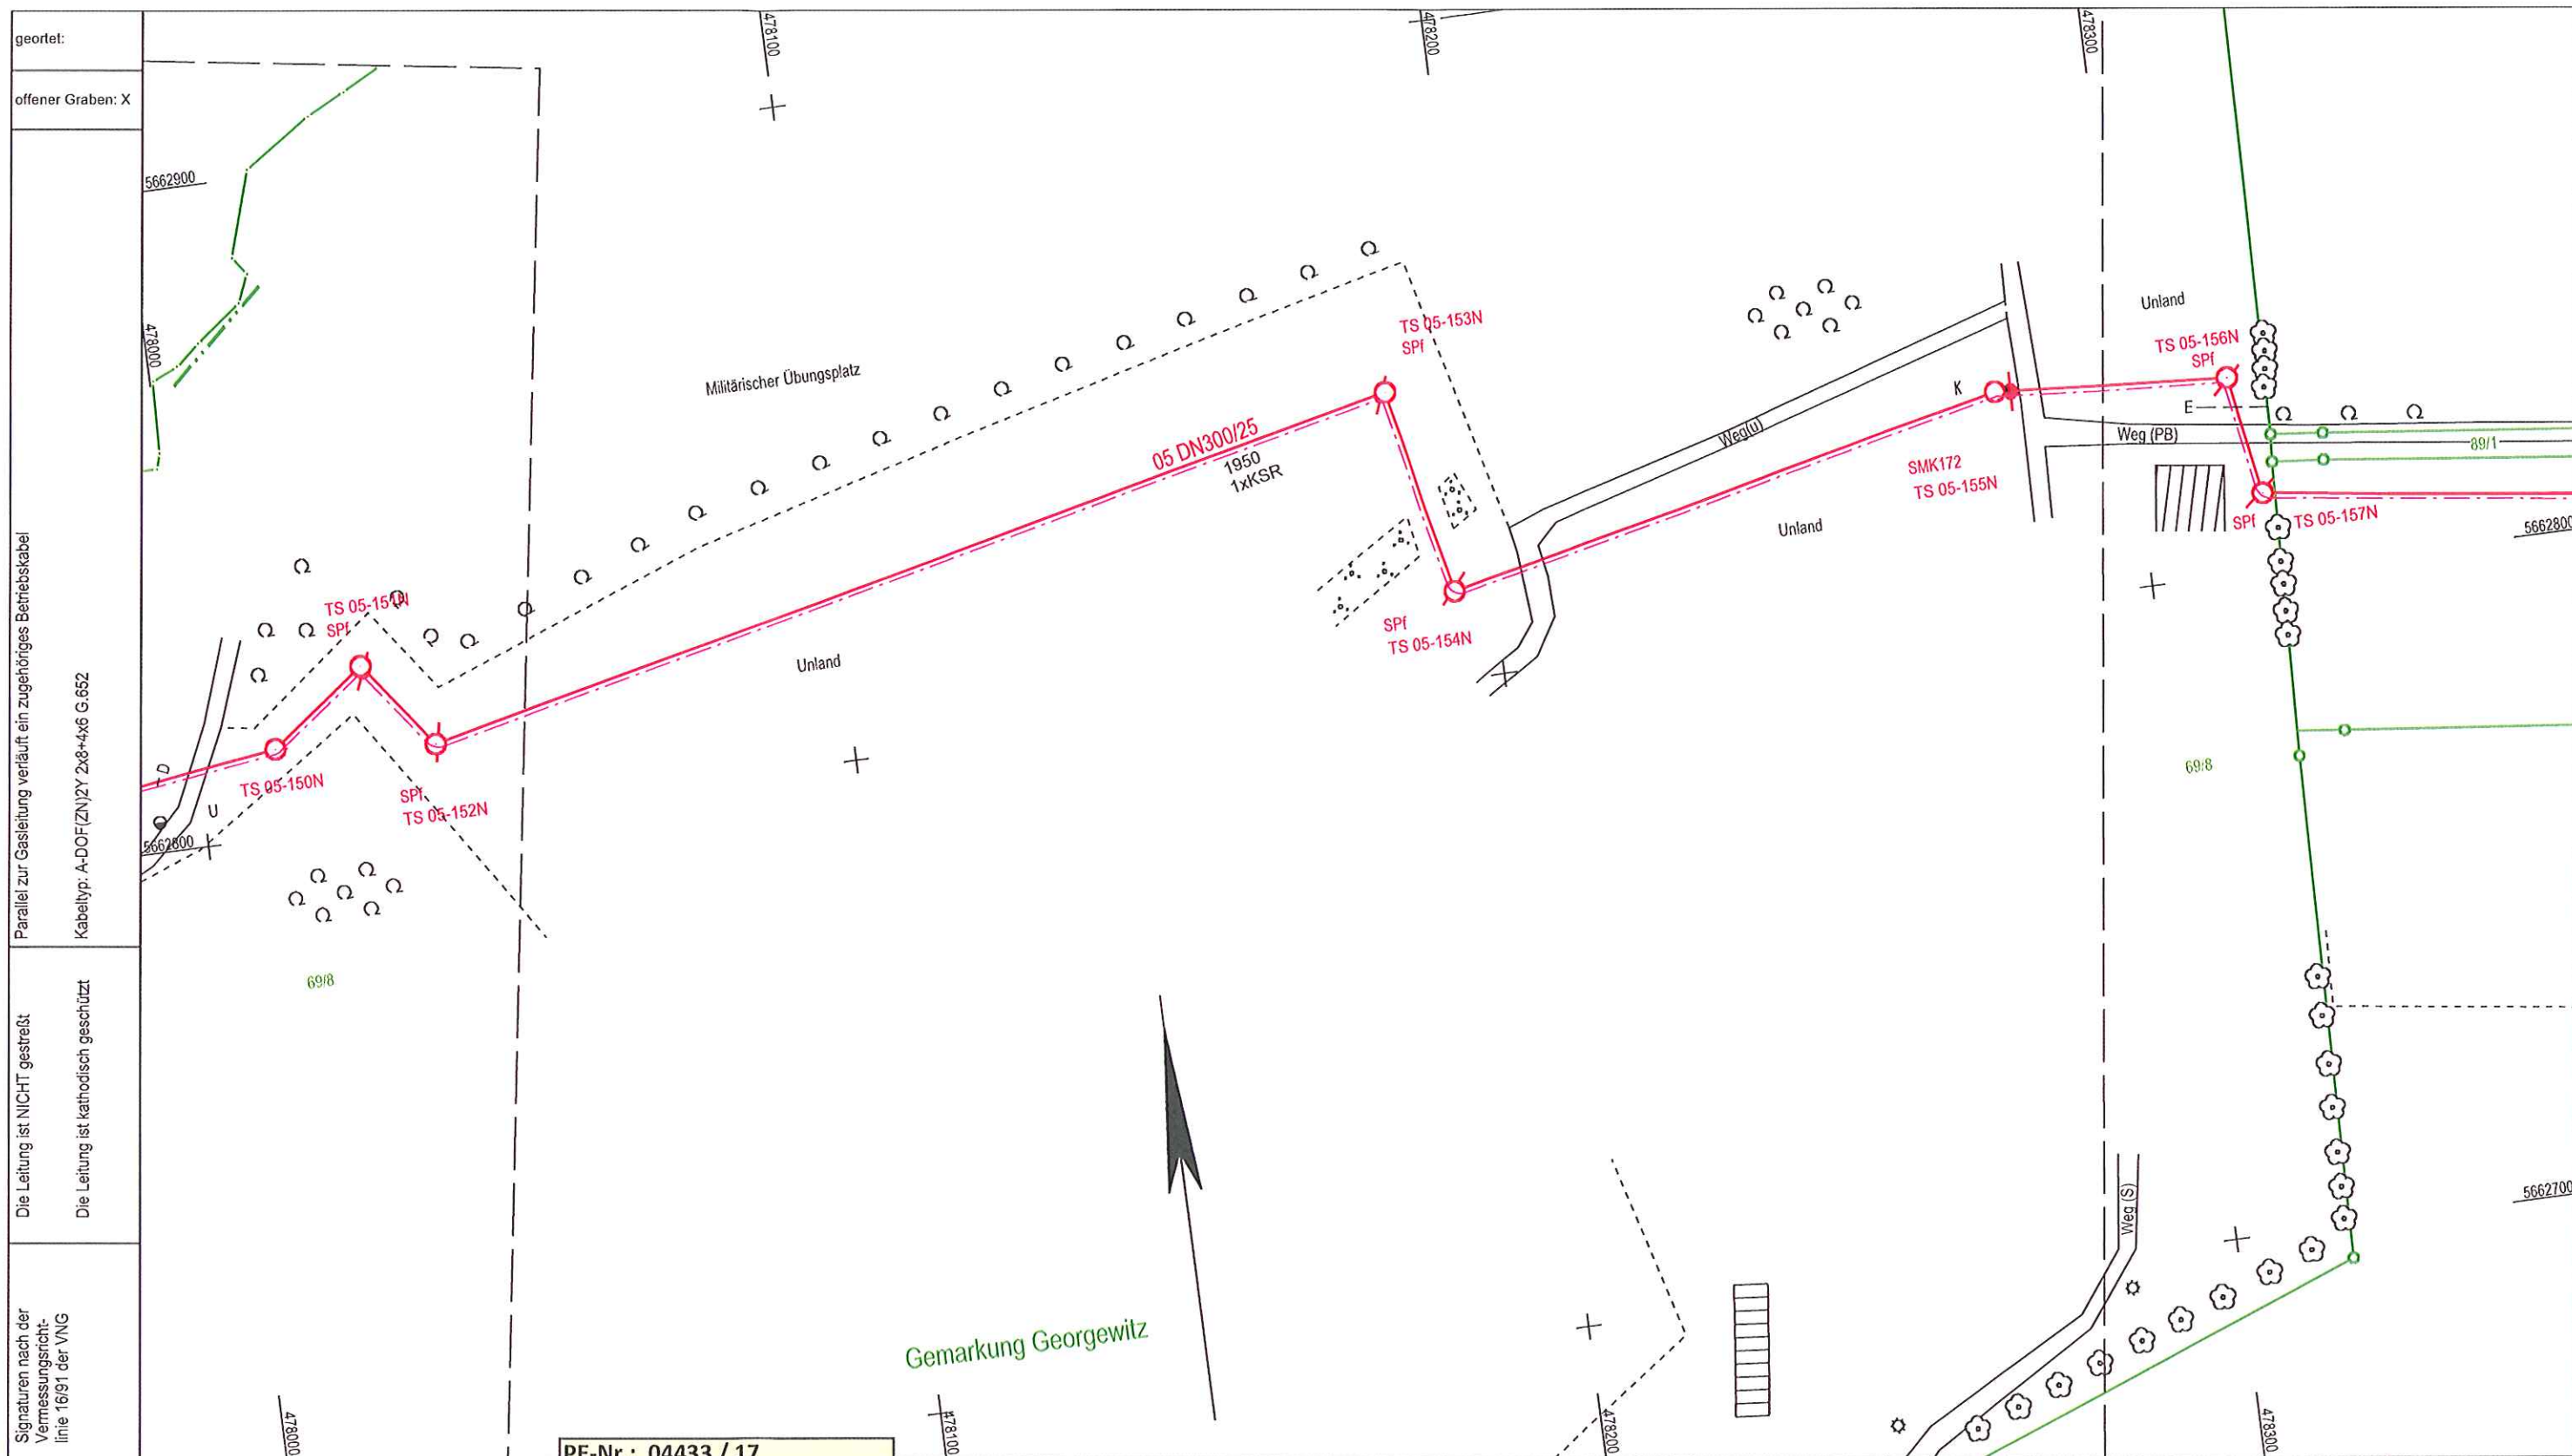 geortet:
offener Graben: X
Parallel zur Gasleitung verläuft ein zugehöriges Betriebskabel
Kabeltyp: A-DOF(ZN)2Y 2x8+4x6 G.652
Die Leitung ist NICHT gestreßt
Die Leitung ist kathodisch geschützt
Signaturen nach der
Vermessungsricht-
linie 16/91 der VNG
478100
478200
478300
5662900
478000
Militärischer Übungsplatz
TS 05-153N
SPf
Unland
TS 05-156N
SPf
K
E
Weg(u)
Weg (PB)
89/1
05 DN300/25
1950
1xKSR
SMK172
TS 05-155N
Unland
SPf
TS 05-157N
5662800
TS 05-151N
SPf
SPf
TS 05-154N
Unland
D
TS 05-150N
U
SPf
TS 05-152N
5662800
69/8
69/8
5662700
Weg (S)
Gemarkung Georgewitz
478000
478100
478200
478300
PE-Nr.: 04433 / 17